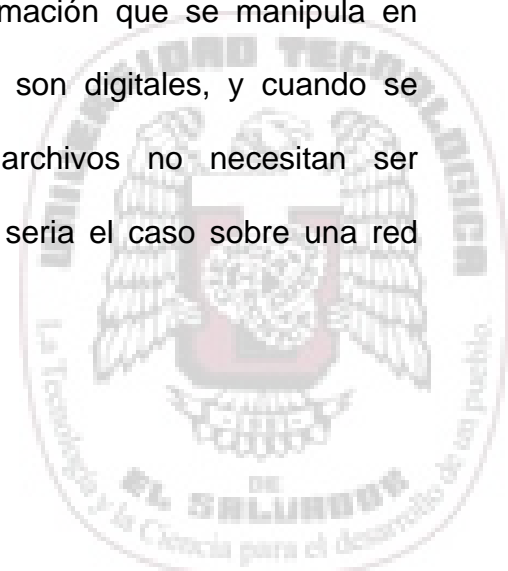 mación que se manipula en
son digitales, y cuando se
archivos no necesitan ser
seria el caso sobre una red
UNIVERSIDAD TECNOLOGICA
DE
EL SALVADOR
La Tecnología y la Ciencia para el desarrollo de un pueblo.